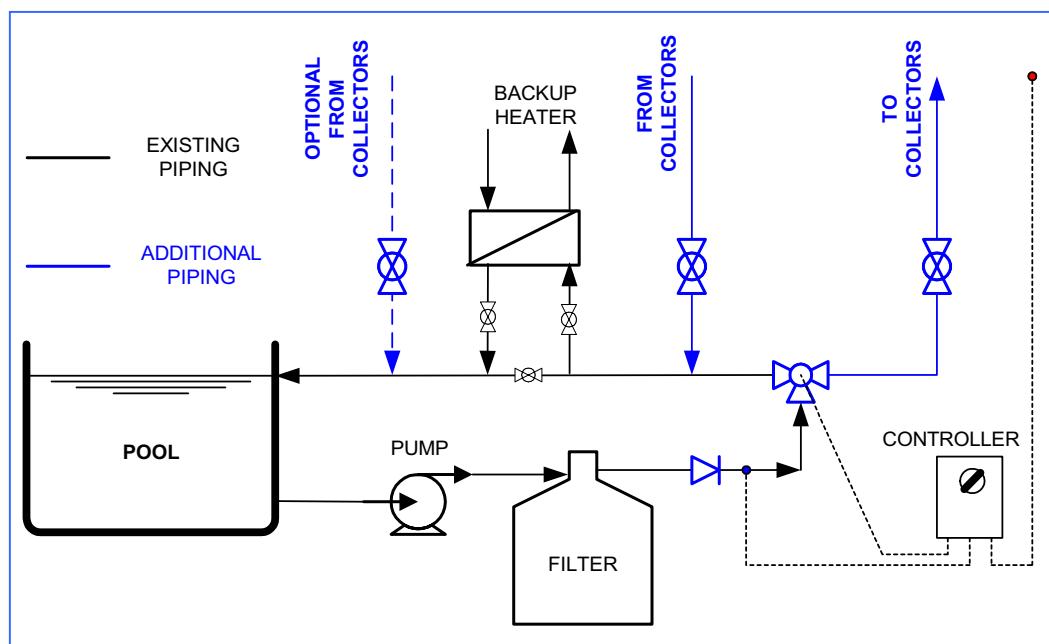 EXISTING
PIPING
ADDITIONAL
PIPING
OPTIONAL
FROM
COLLECTORS
BACKUP
HEATER
FROM
COLLECTORS
TO
COLLECTORS
POOL
PUMP
FILTER
CONTROLLER